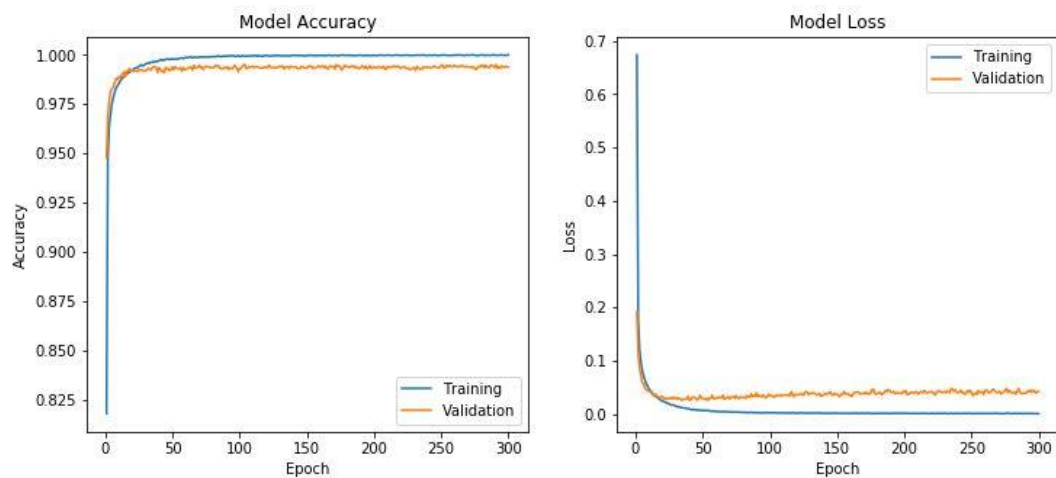 Model Accuracy
1.000
0.975
0.950
0.925
0.900
0.875
0.850
0.825
Accuracy
0 50 100 150 200 250 300
Epoch
Training
Validation
Model Loss
0.7
0.6
0.5
0.4
0.3
0.2
0.1
0.0
Loss
0 50 100 150 200 250 300
Epoch
Training
Validation